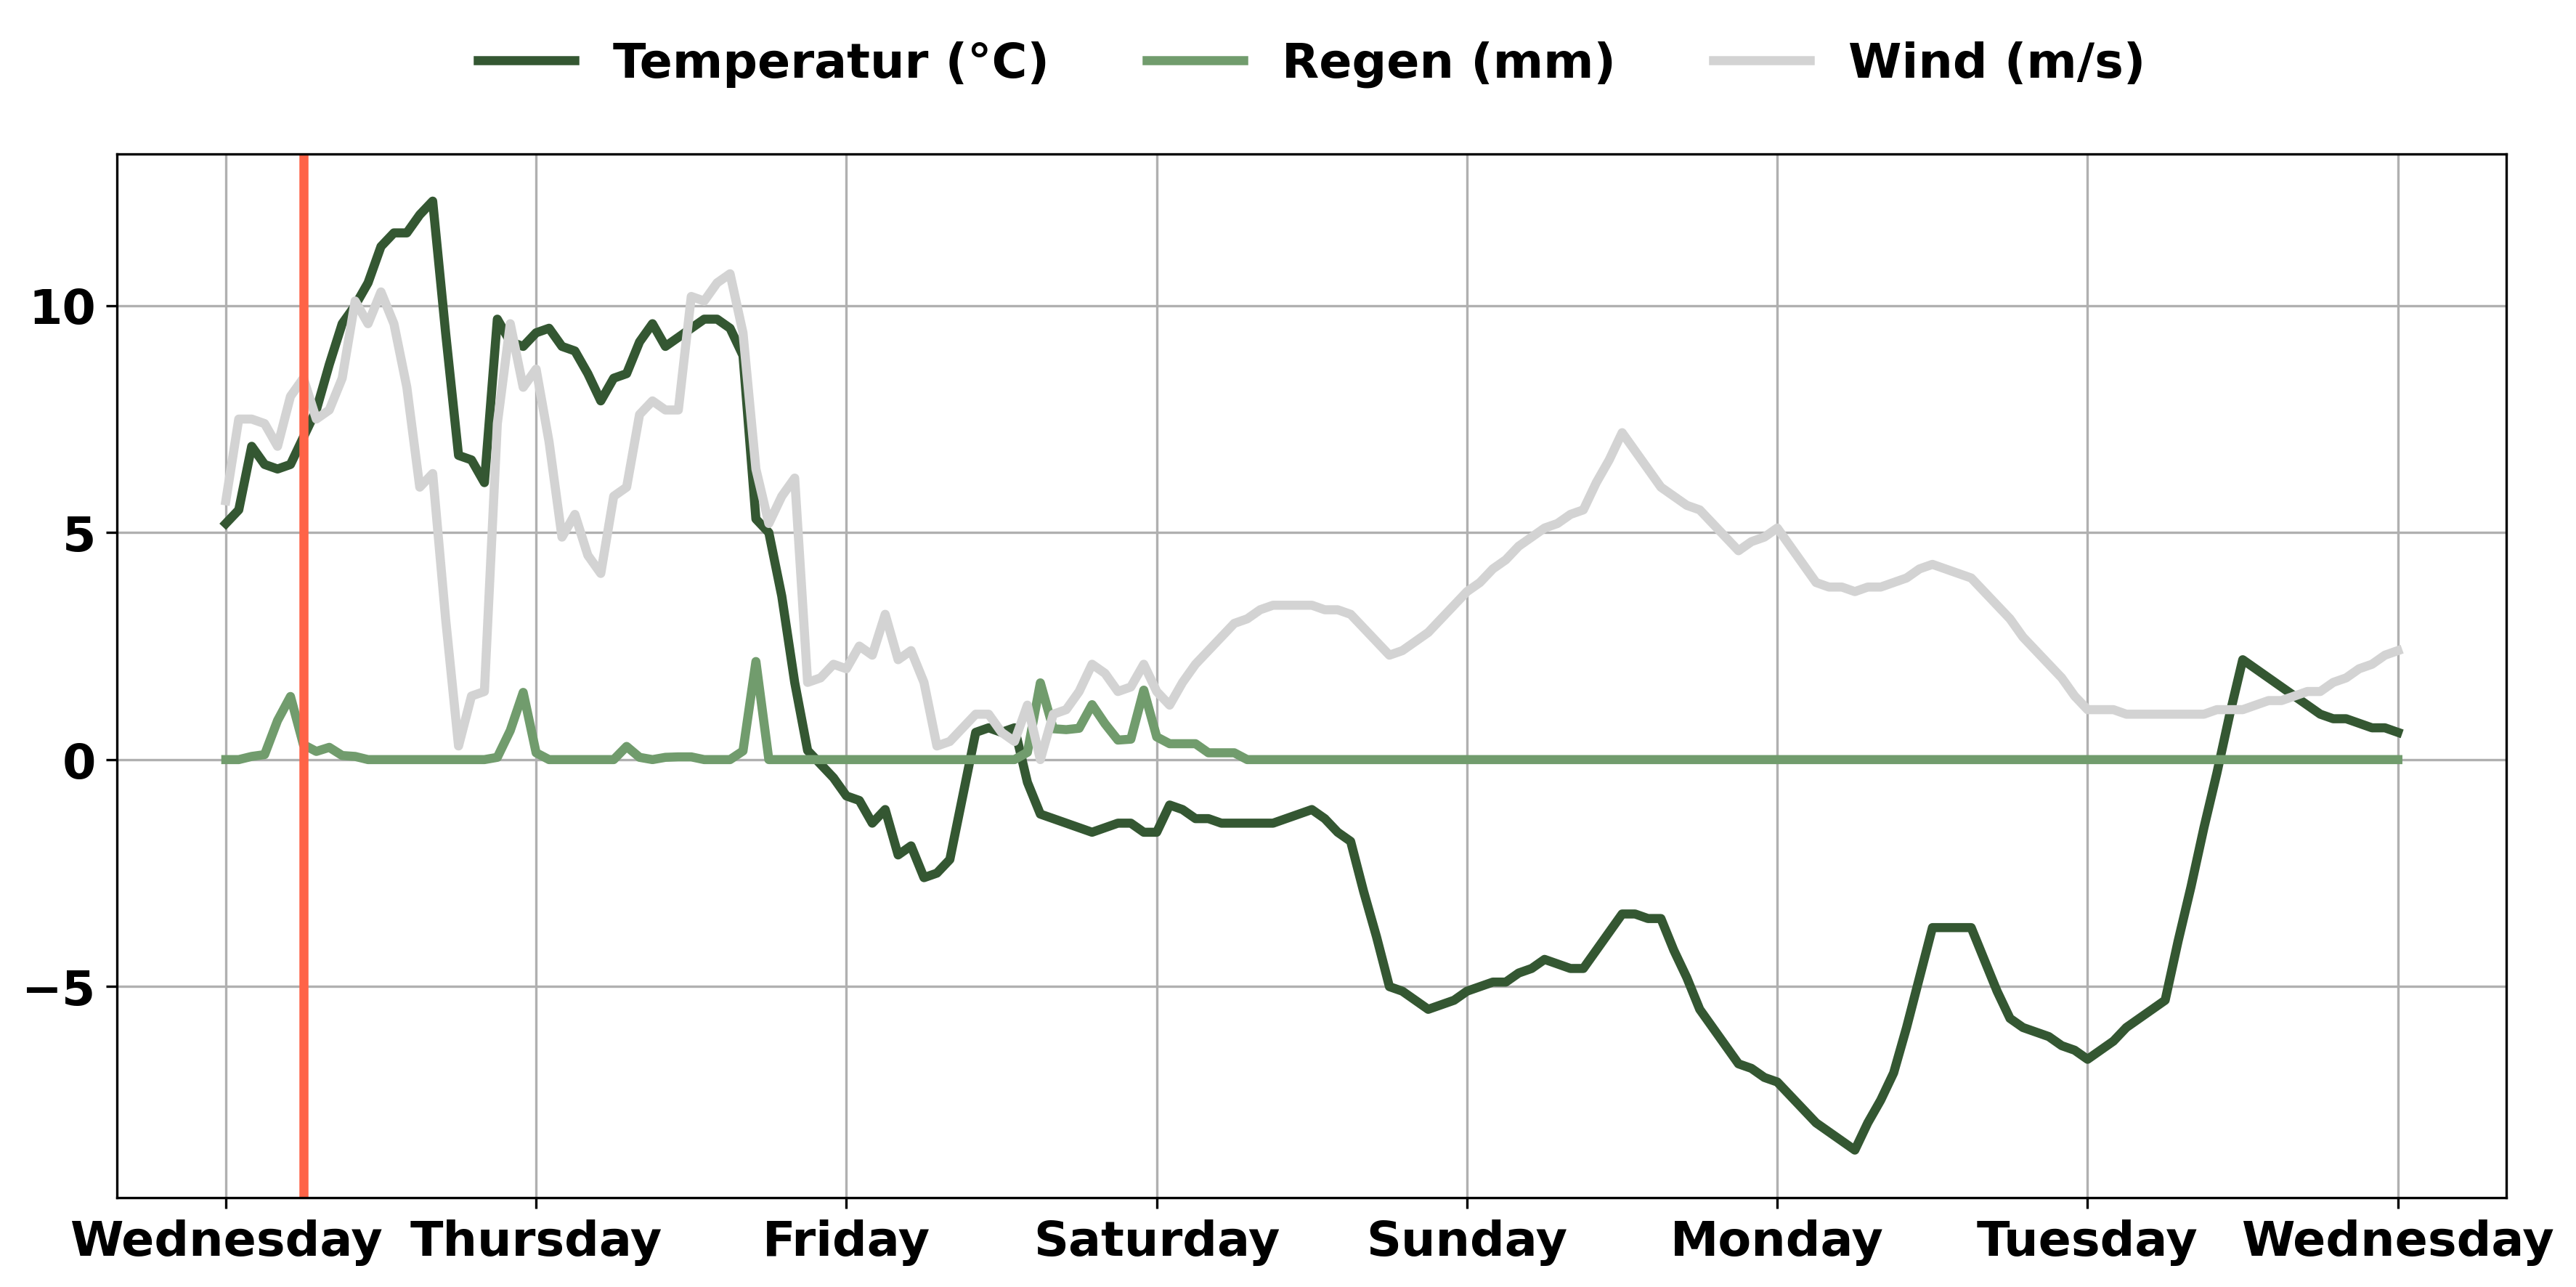 Temperatur (°C) Regen (mm) Wind (m/s)
10
5
0
−5
Wednesday Thursday Friday Saturday Sunday Monday Tuesday Wednesday